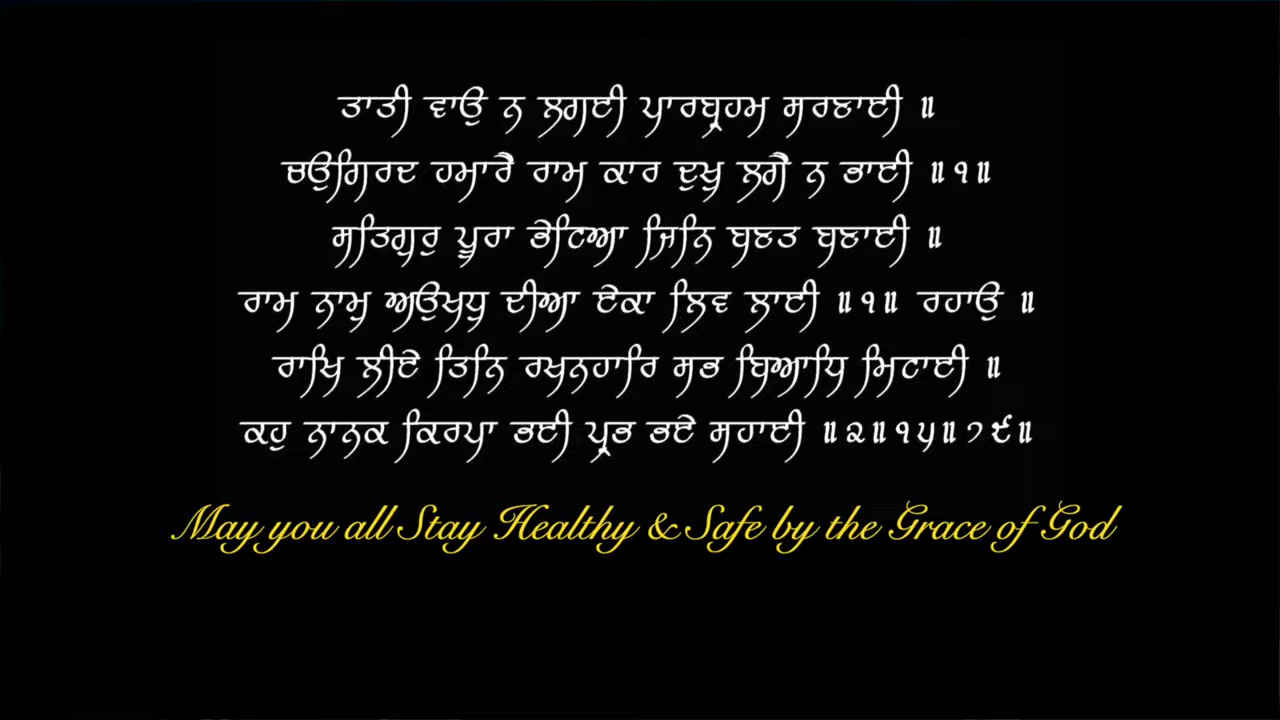 ਤਾਤੀ ਵਾਉ ਨ ਲਗਈ ਪਾਰਬ੍ਰਹਮ ਸਰਣਾਈ ॥
ਚਉਗਿਰਦ ਹਮਾਰੈ ਰਾਮ ਕਾਰ ਦੁਖੁ ਲਗੈ ਨ ਭਾਈ ॥੧॥
ਸਤਿਗੁਰੁ ਪੂਰਾ ਭੇਟਿਆ ਜਿਨਿ ਬਣਤ ਬਣਾਈ ॥
ਰਾਮ ਨਾਮੁ ਅਉਖਧੁ ਦੀਆ ਏਕਾ ਲਿਵ ਲਾਈ ॥੧॥ ਰਹਾਉ ॥
ਰਾਖਿ ਲੀਏ ਤਿਨਿ ਰਖਨਹਾਰਿ ਸਭ ਬਿਆਧਿ ਮਿਟਾਈ ॥
ਕਹੁ ਨਾਨਕ ਕਿਰਪਾ ਭਈ ਪ੍ਰਭ ਭਏ ਸਹਾਈ ॥੨॥੧੫॥੭੯॥
May you all Stay Healthy & Safe by the Grace of God